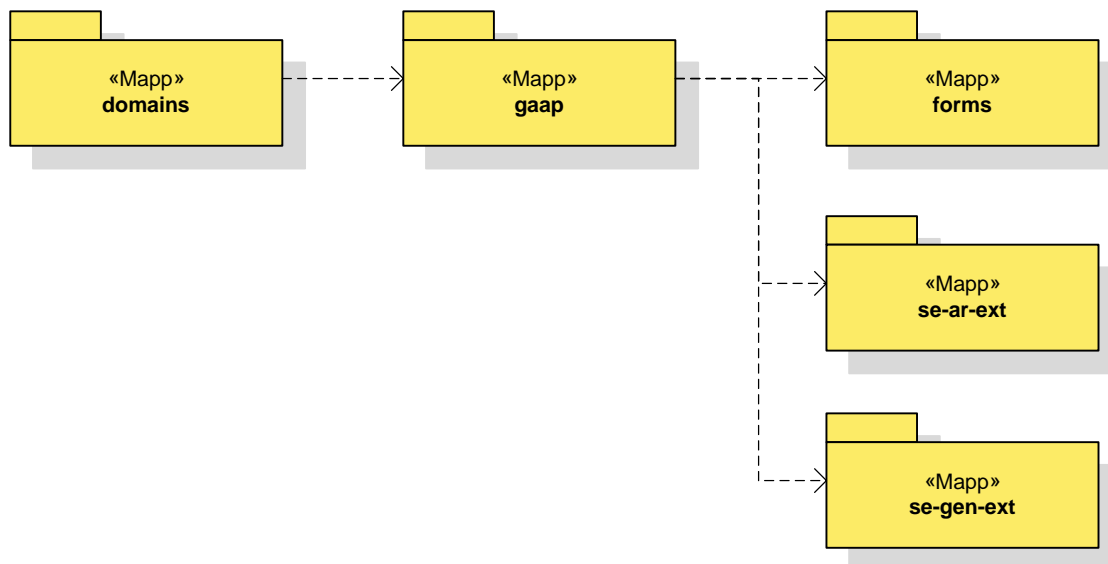 «Mapp»
domains
«Mapp»
gaap
«Mapp»
forms
«Mapp»
se-ar-ext
«Mapp»
se-gen-ext